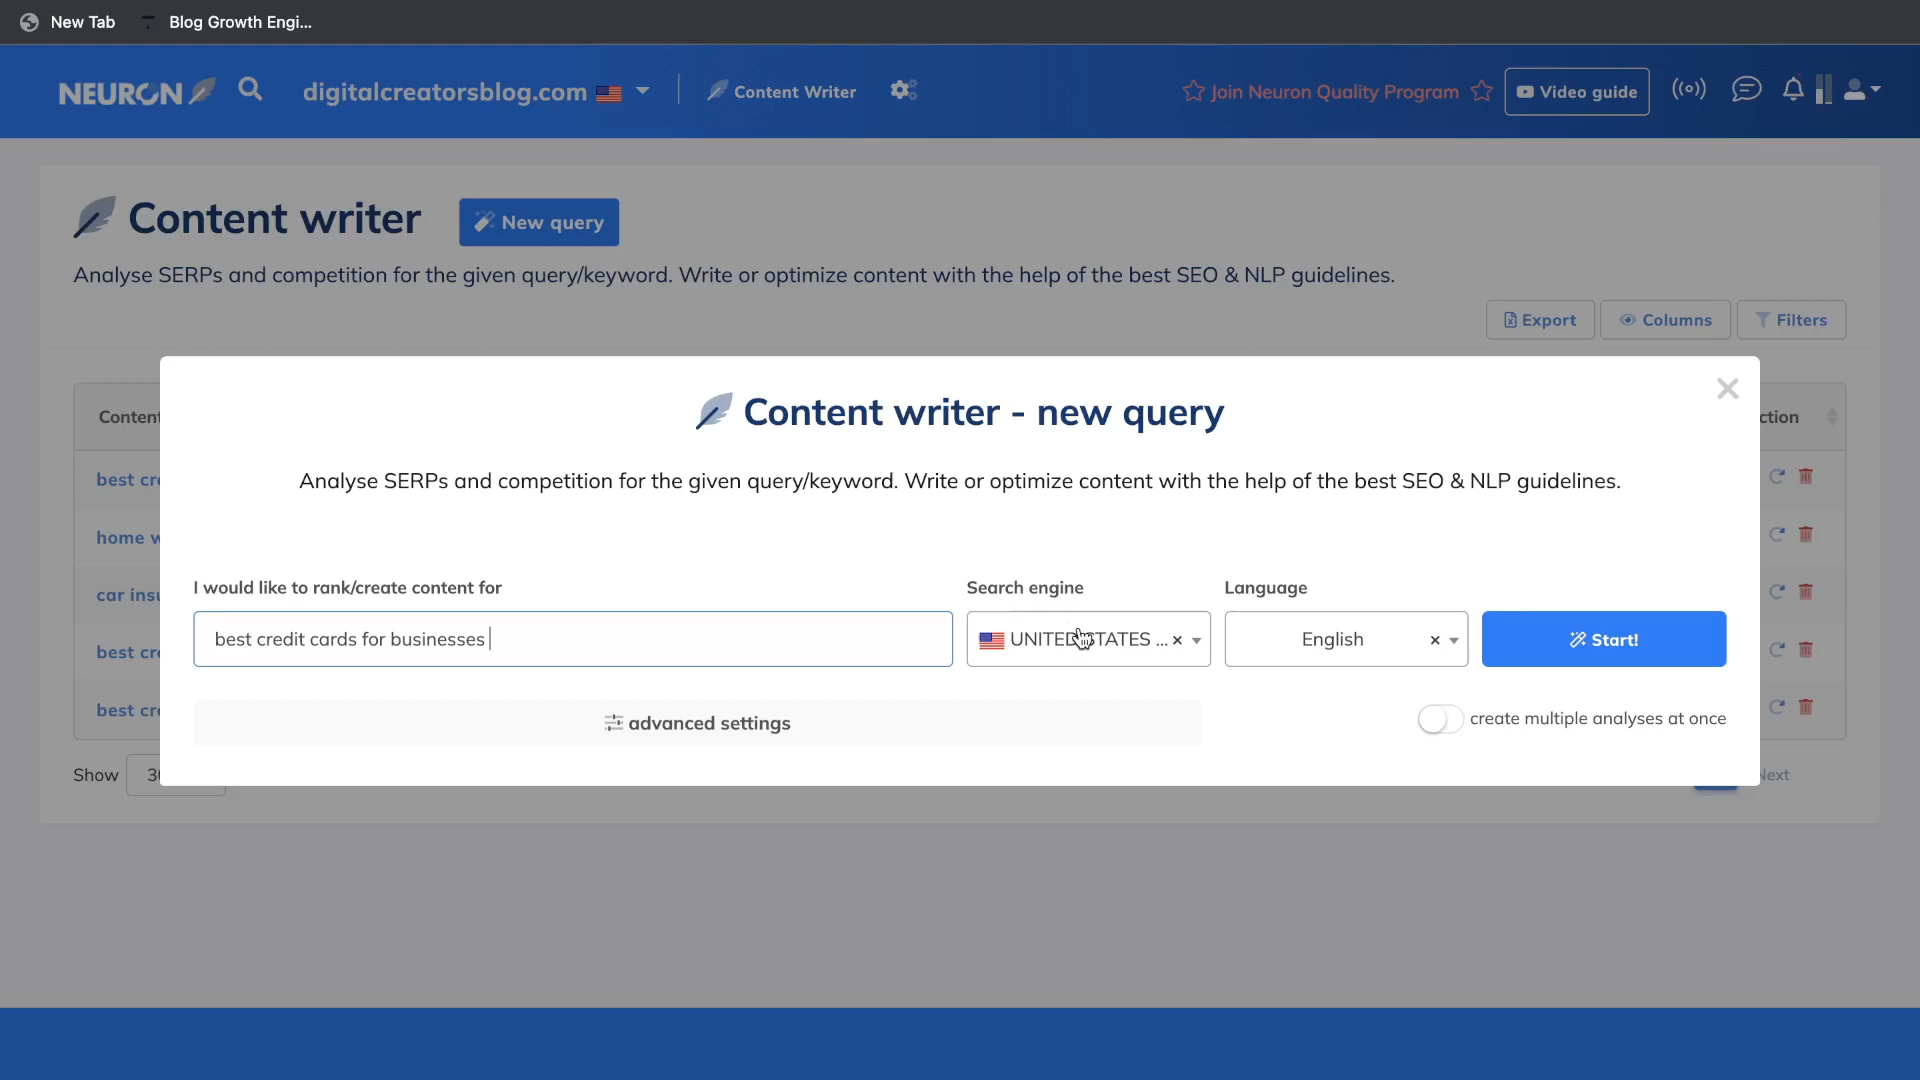 New Tab
Blog Growth Engi...
NEURON
digitalcreatorsblog.com
Content Writer
Join Neuron Quality Program
Video guide
Content writer
New query
Analyse SERPs and competition for the given query/keyword. Write or optimize content with the help of the best SEO & NLP guidelines.
Export
Columns
Filters
Content writer - new query
Analyse SERPs and competition for the given query/keyword. Write or optimize content with the help of the best SEO & NLP guidelines.
I would like to rank/create content for
Search engine
Language
best credit cards for businesses
UNITED STATES ...
English
Start!
advanced settings
create multiple analyses at once
Content
ction
best cre
home w
car insu
best cre
best cre
Show
30
Next